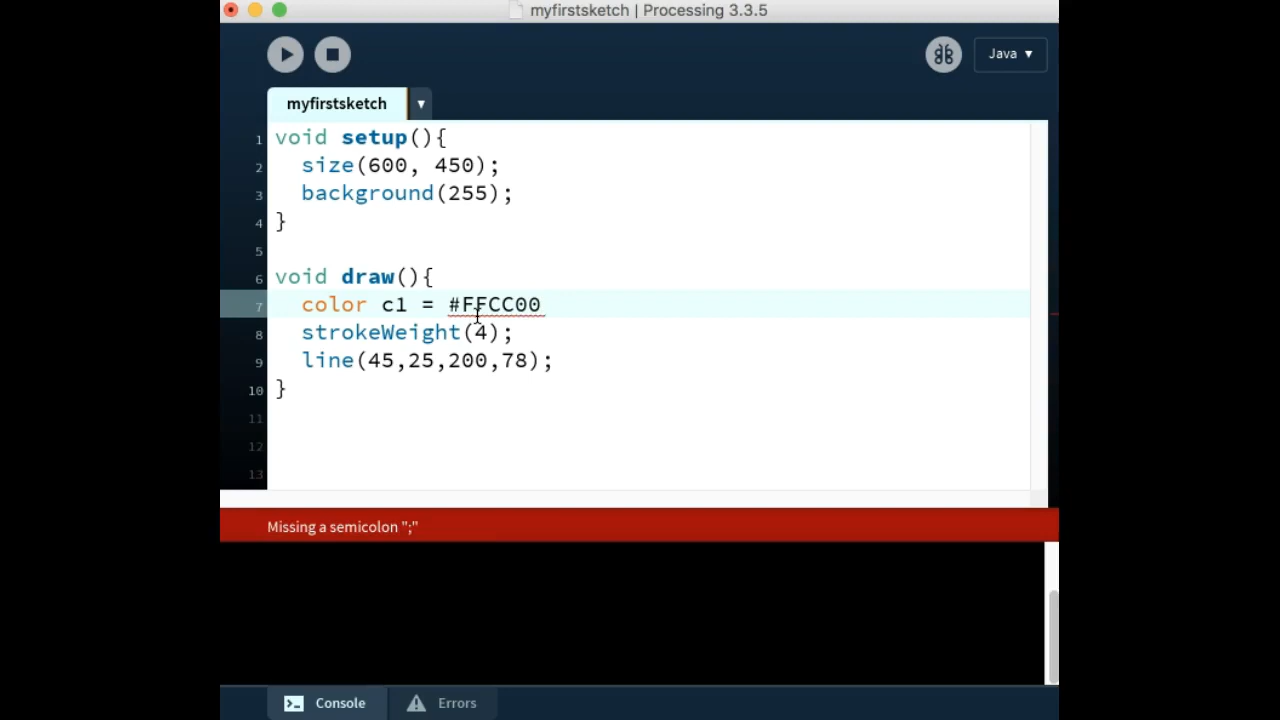 myfirstsketch | Processing 3.3.5
Java ▼
myfirstsketch ▼
1 void setup(){
2   size(600, 450);
3   background(255);
4 }
5
6 void draw(){
7   color c1 = #FFCC00
8   strokeWeight(4);
9   line(45,25,200,78);
10 }
11
12
13
Missing a semicolon ";"
>_ Console
Errors